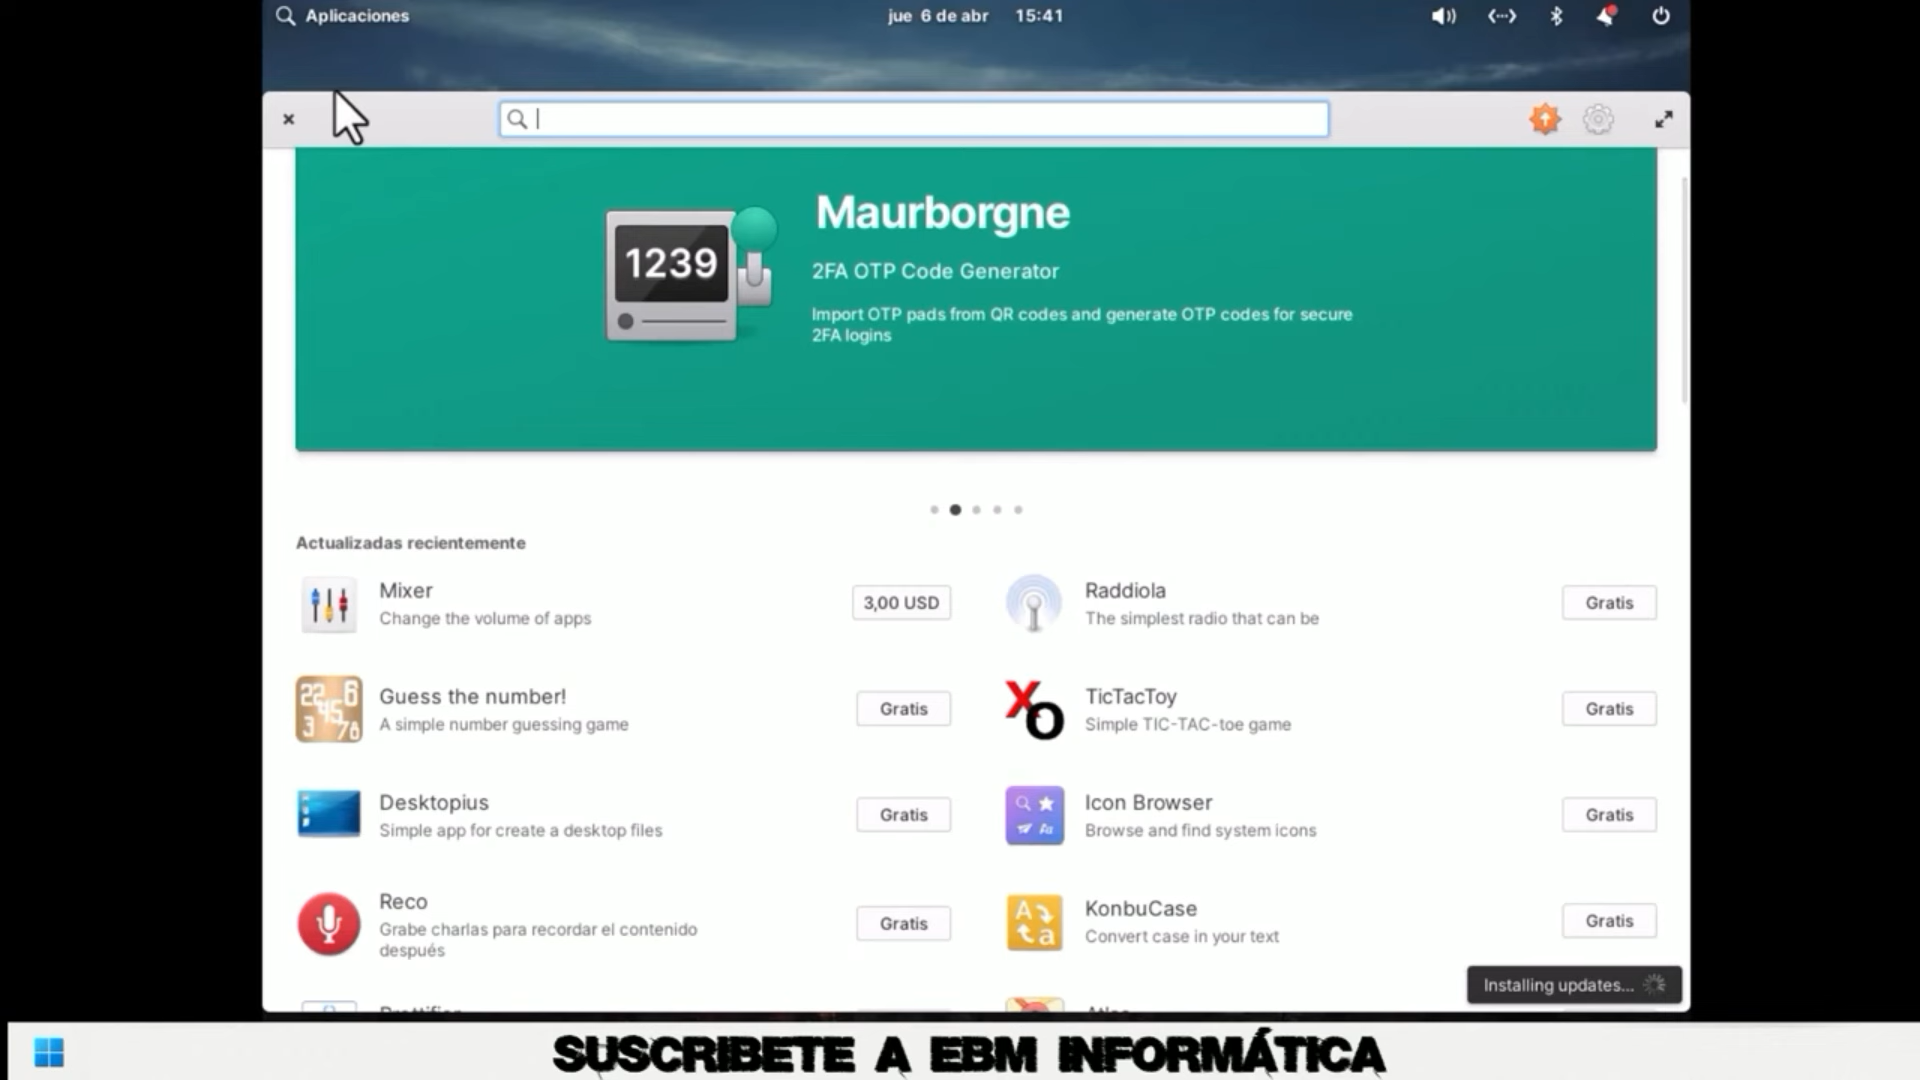 Aplicaciones
jue 6 de abr 15:41
Maurborgne
1239
2FA OTP Code Generator
Import OTP pads from QR codes and generate OTP codes for secure
2FA logins
Actualizadas recientemente
Mixer
Change the volume of apps
3,00 USD
Raddiola
The simplest radio that can be
Gratis
Guess the number!
A simple number guessing game
Gratis
TicTacToy
Simple TIC-TAC-toe game
Gratis
Desktopius
Simple app for create a desktop files
Gratis
Icon Browser
Browse and find system icons
Gratis
Reco
Grabe charlas para recordar el contenido
después
Gratis
KonbuCase
Convert case in your text
Gratis
Installing updates...
SUSCRIBETE A EBM INFORMÁTICA